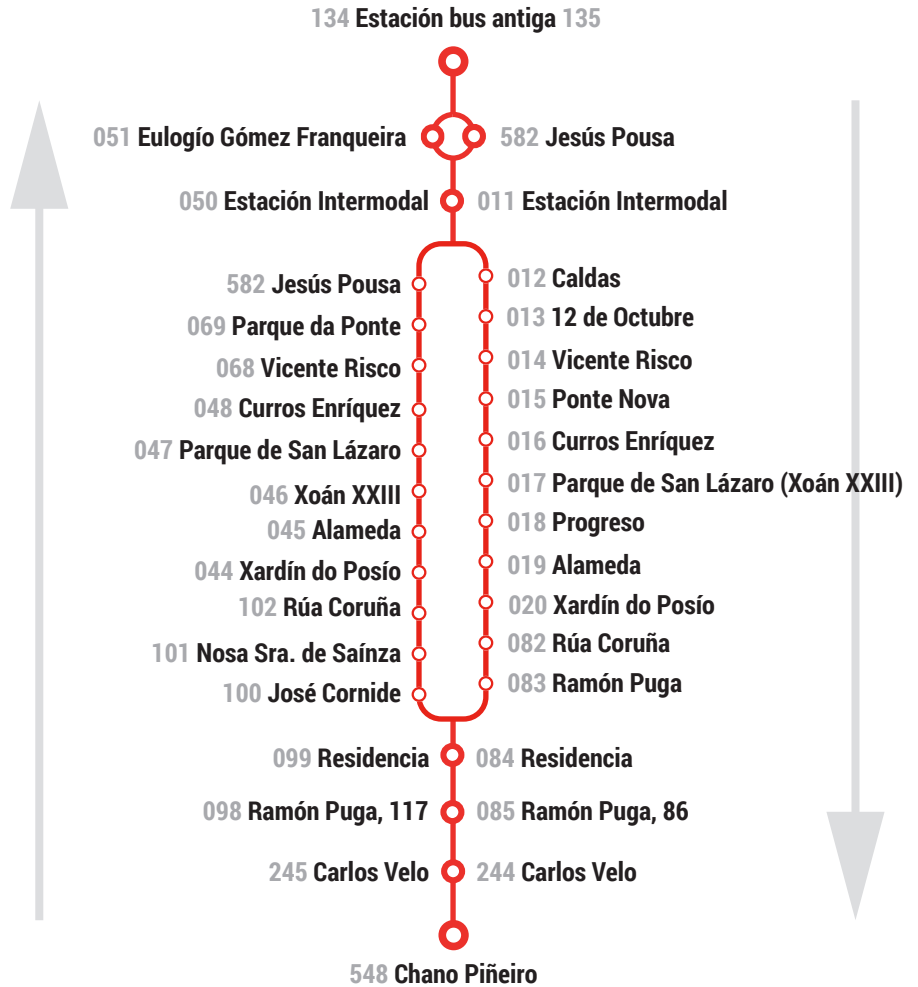 134 Estación bus antiga 135
051 Eulogío Gómez Franqueira
582 Jesús Pousa
050 Estación Intermodal
011 Estación Intermodal
582 Jesús Pousa
012 Caldas
069 Parque da Ponte
013 12 de Octubre
068 Vicente Risco
014 Vicente Risco
048 Curros Enríquez
015 Ponte Nova
047 Parque de San Lázaro
016 Curros Enríquez
046 Xoán XXIII
017 Parque de San Lázaro (Xoán XXIII)
045 Alameda
018 Progreso
044 Xardín do Posío
019 Alameda
102 Rúa Coruña
020 Xardín do Posío
101 Nosa Sra. de Saínza
082 Rúa Coruña
100 José Cornide
083 Ramón Puga
099 Residencia
084 Residencia
098 Ramón Puga, 117
085 Ramón Puga, 86
245 Carlos Velo
244 Carlos Velo
548 Chano Piñeiro